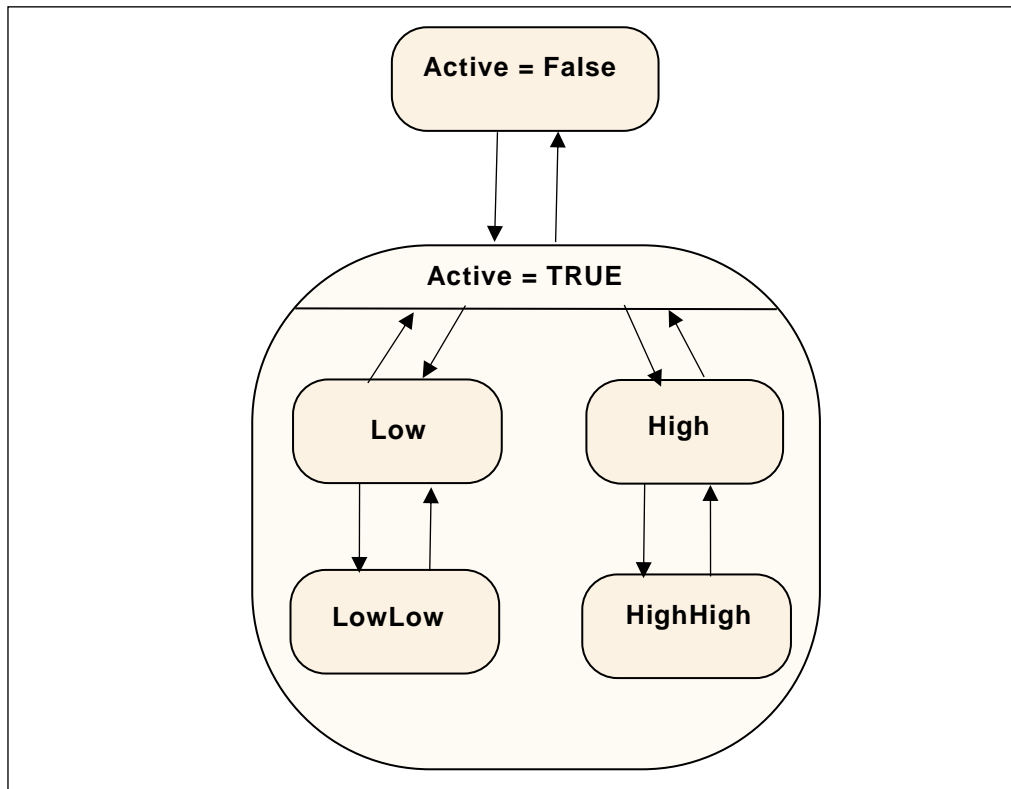 Active = False
Active = TRUE
Low
High
LowLow
HighHigh